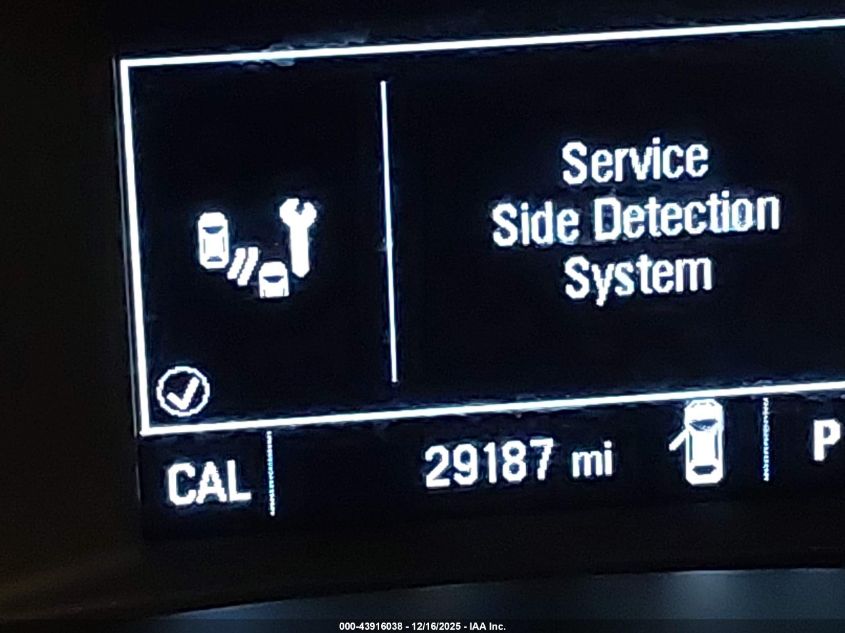 Service
Side Detection
System
CAL 29187 mi P
000-43916038 - 12/16/2025 - IAA Inc.